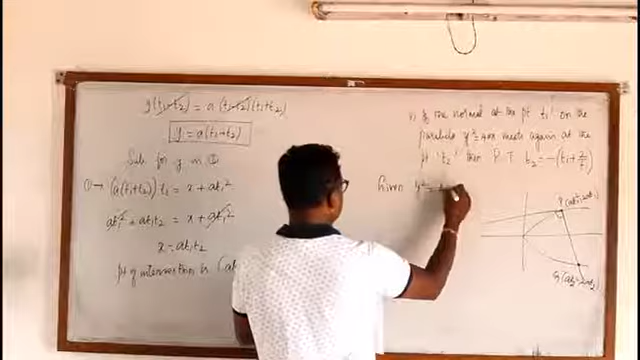 y(t₁-t₂) = a (t₁-t₂)(t₁+t₂)
y = a(t₁+t₂)
Sub for y in ①
①→ (a(t₁+t₂)) t₁ = x + at₁²
at₁² + at₁t₂ = x + at₁²
x = at₁t₂
pt of intersection is (at
If the normal at the pt 't₁' on the
parabola y²=4ax meets again at the
pt 't₂' then P.T t₂ = -(t₁+2/t₁)
Given y² =
P(at₁², 2at₁)
Q(at₂², 2at₂)